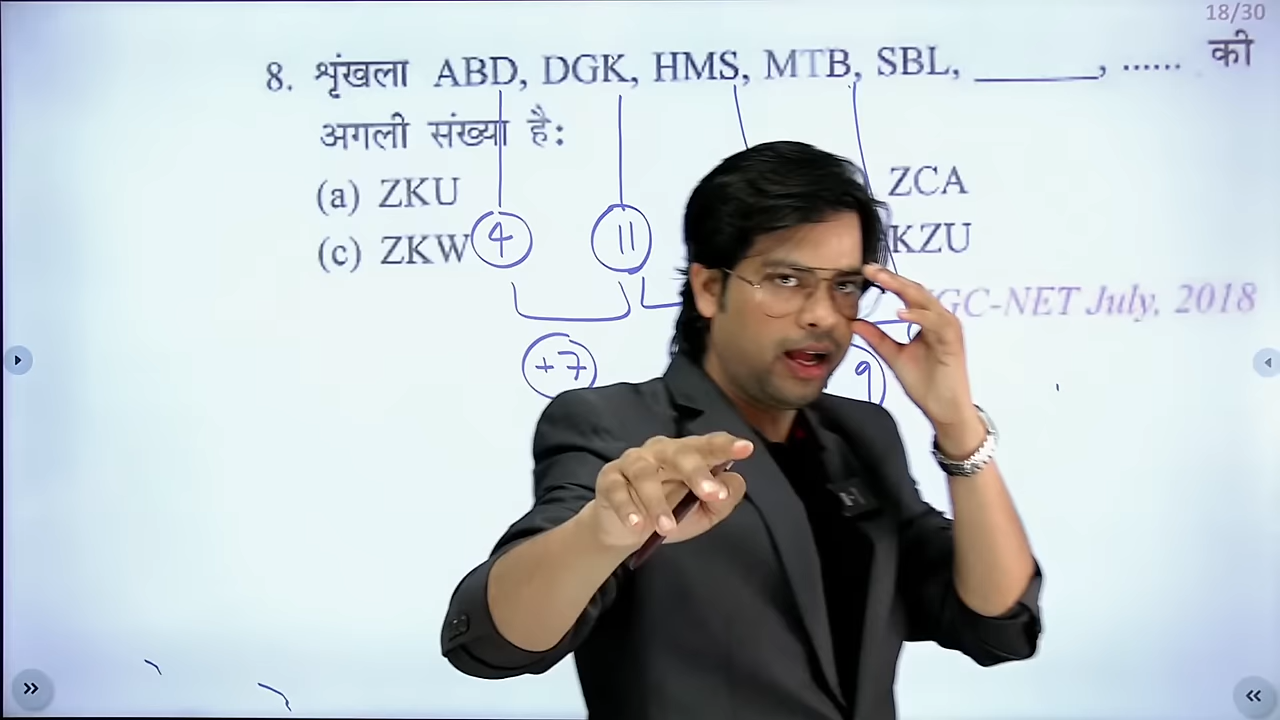 18/30
8. शृंखला ABD, DGK, HMS, MTB, SBL, ______, ...... की
अगली संख्या है:
(a) ZKU
ZCA
(c) ZKW
KZU
4
11
GC-NET July, 2018
+7
9